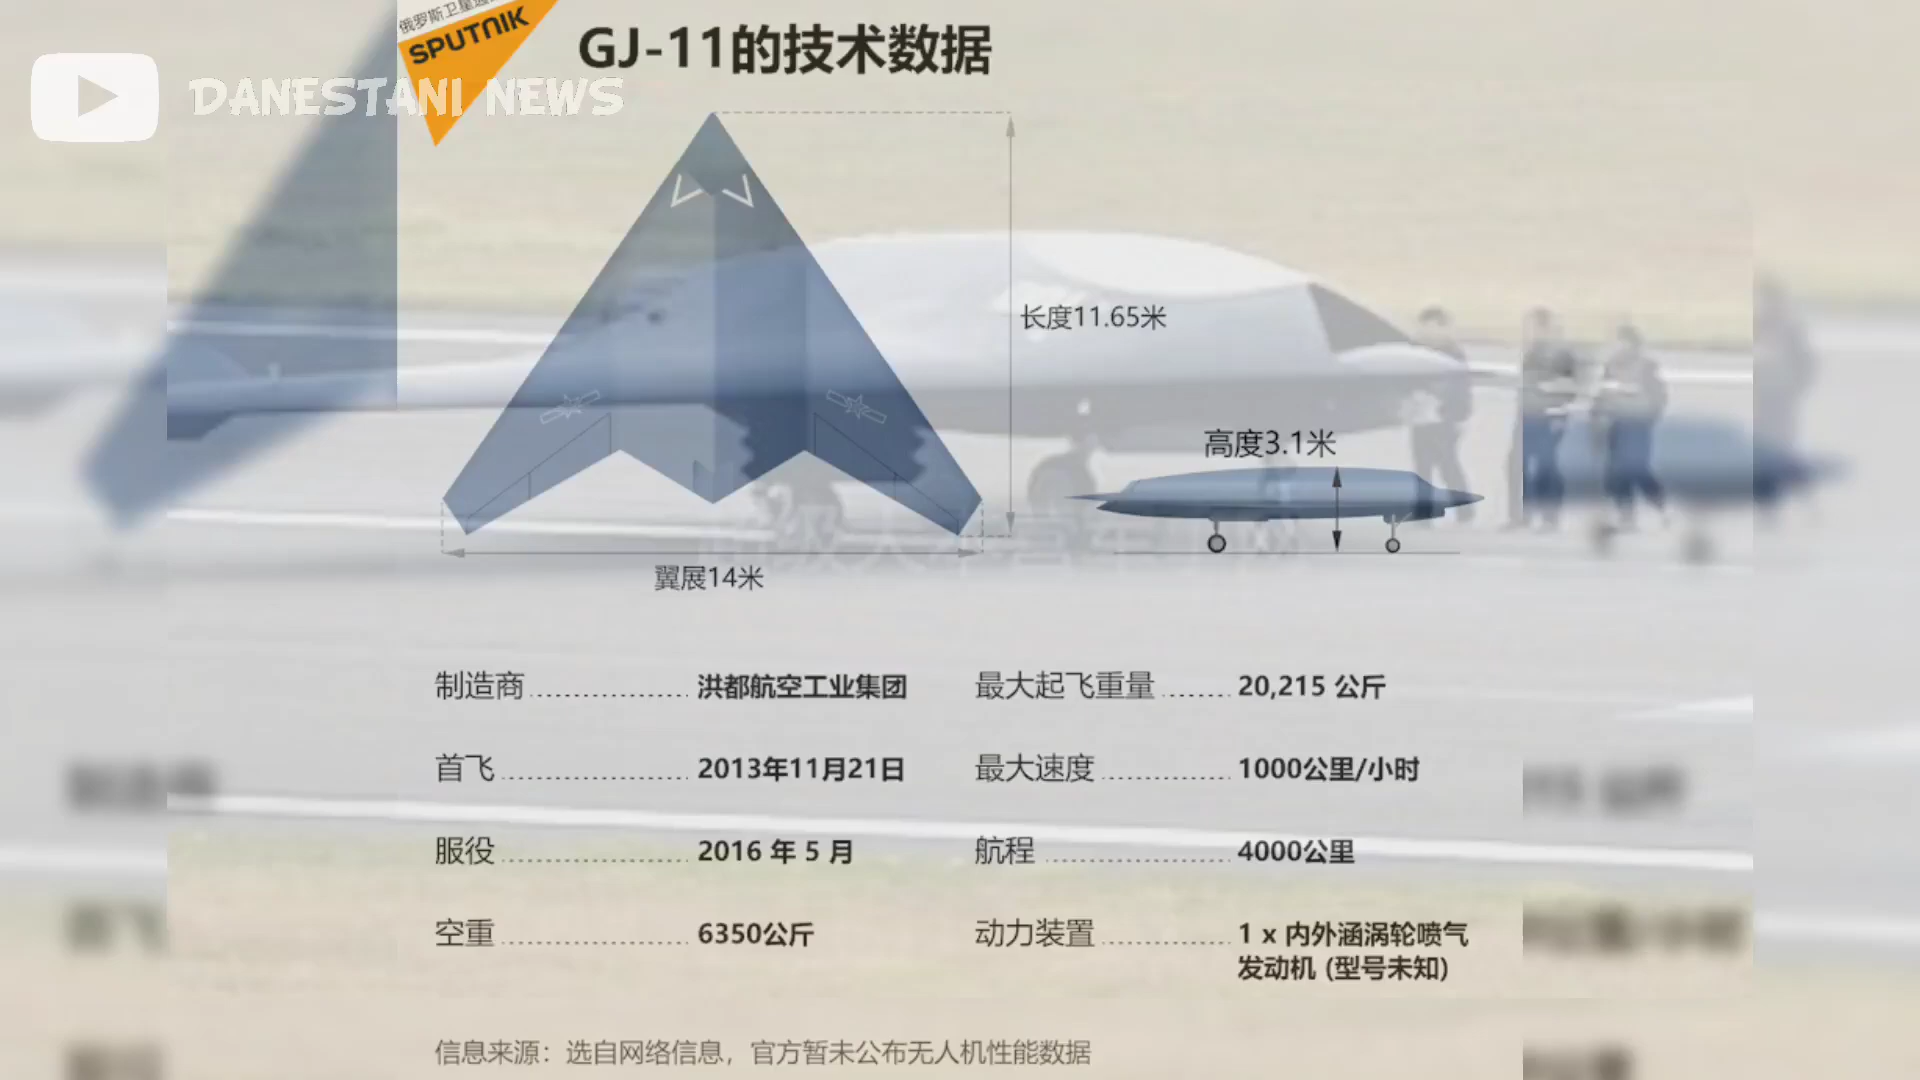 俄罗斯卫星通
SPUTNIK
GJ-11的技术数据
DANESTANI NEWS
长度11.65米
高度3.1米
翼展14米
制造商 洪都航空工业集团
最大起飞重量 20,215 公斤
首飞 2013年11月21日
最大速度 1000公里/小时
服役 2016 年 5 月
航程 4000公里
空重 6350公斤
动力装置 1 x 内外涵涡轮喷气
发动机 (型号未知)
信息来源：选自网络信息，官方暂未公布无人机性能数据